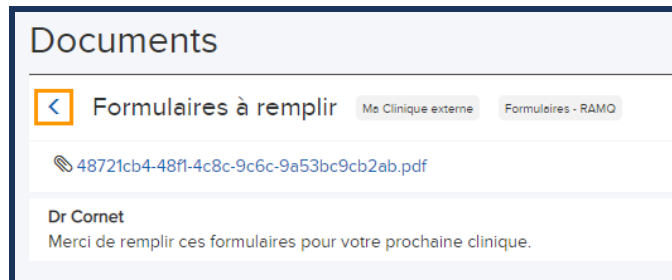 Documents
< Formulaires à remplir Ma Clinique externe Formulaires - RAMQ
48721cb4-48f1-4c8c-9c6c-9a53bc9cb2ab.pdf
Dr Cornet
Merci de remplir ces formulaires pour votre prochaine clinique.